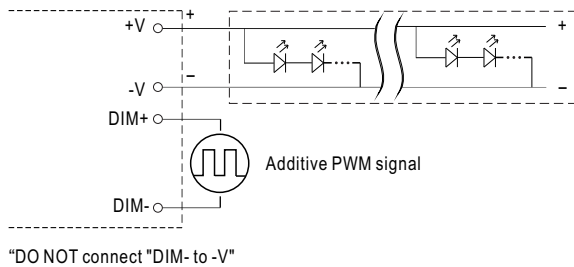 +V
+
+
-V
–
–
DIM+
Additive PWM signal
DIM-
“DO NOT connect "DIM- to -V"